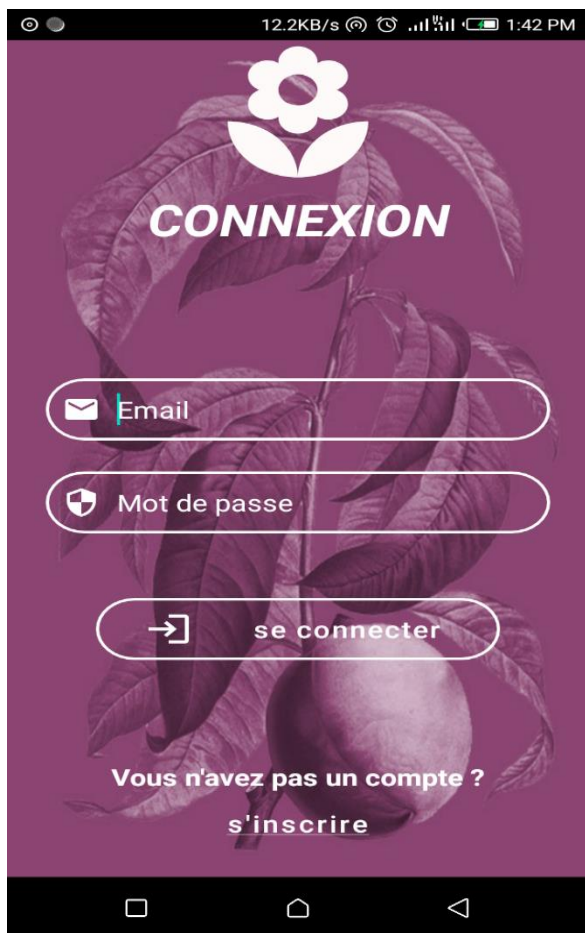 12.2KB/s 1:42 PM
CONNEXION
Email
Mot de passe
se connecter
Vous n'avez pas un compte ?
s'inscrire